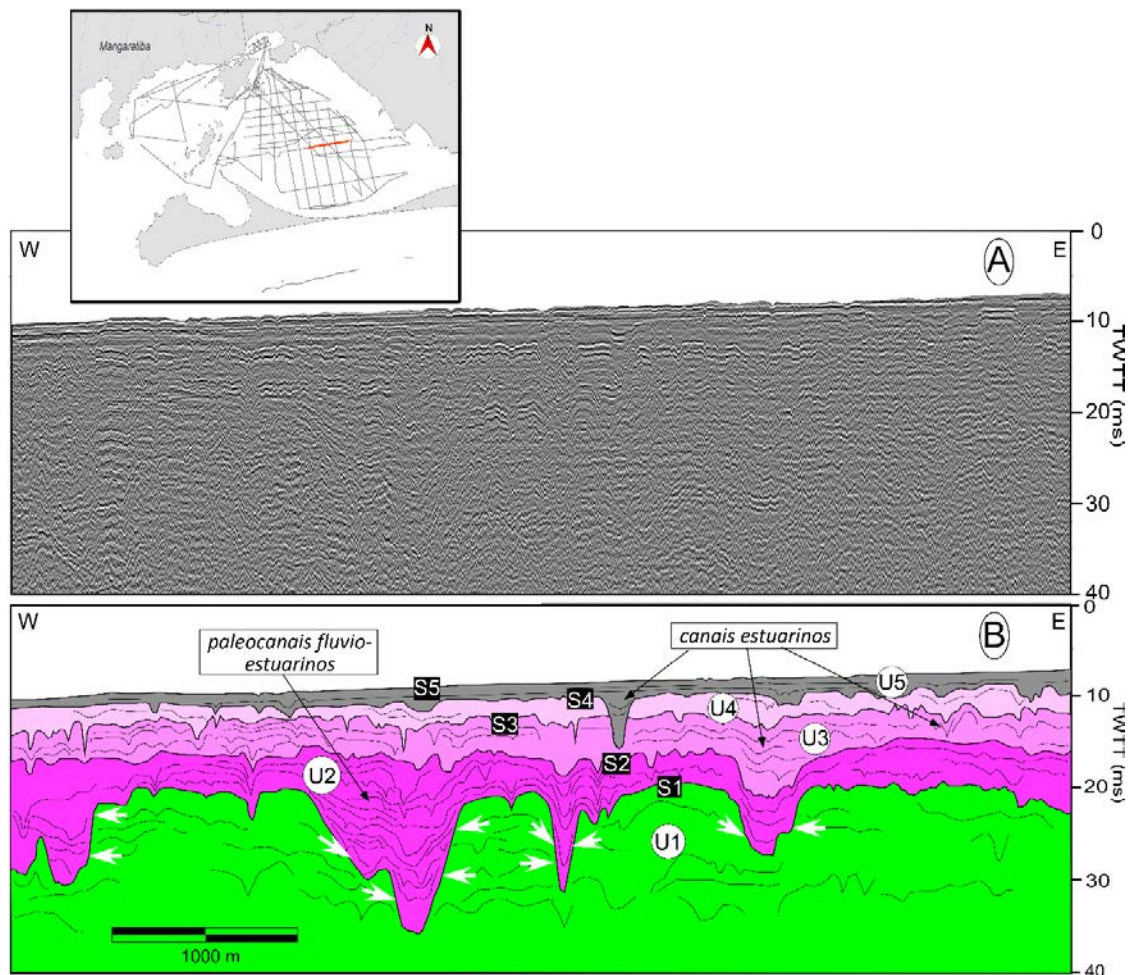 Mangaratiba
N
W
E
A
0
10
20
30
40
TWTT (ms)
W
E
B
paleocanais fluvio-
estuarinos
canais estuarinos
S5
S4
S3
S2
S1
U5
U4
U3
U2
U1
0
10
20
30
40
TWTT (ms)
1000 m